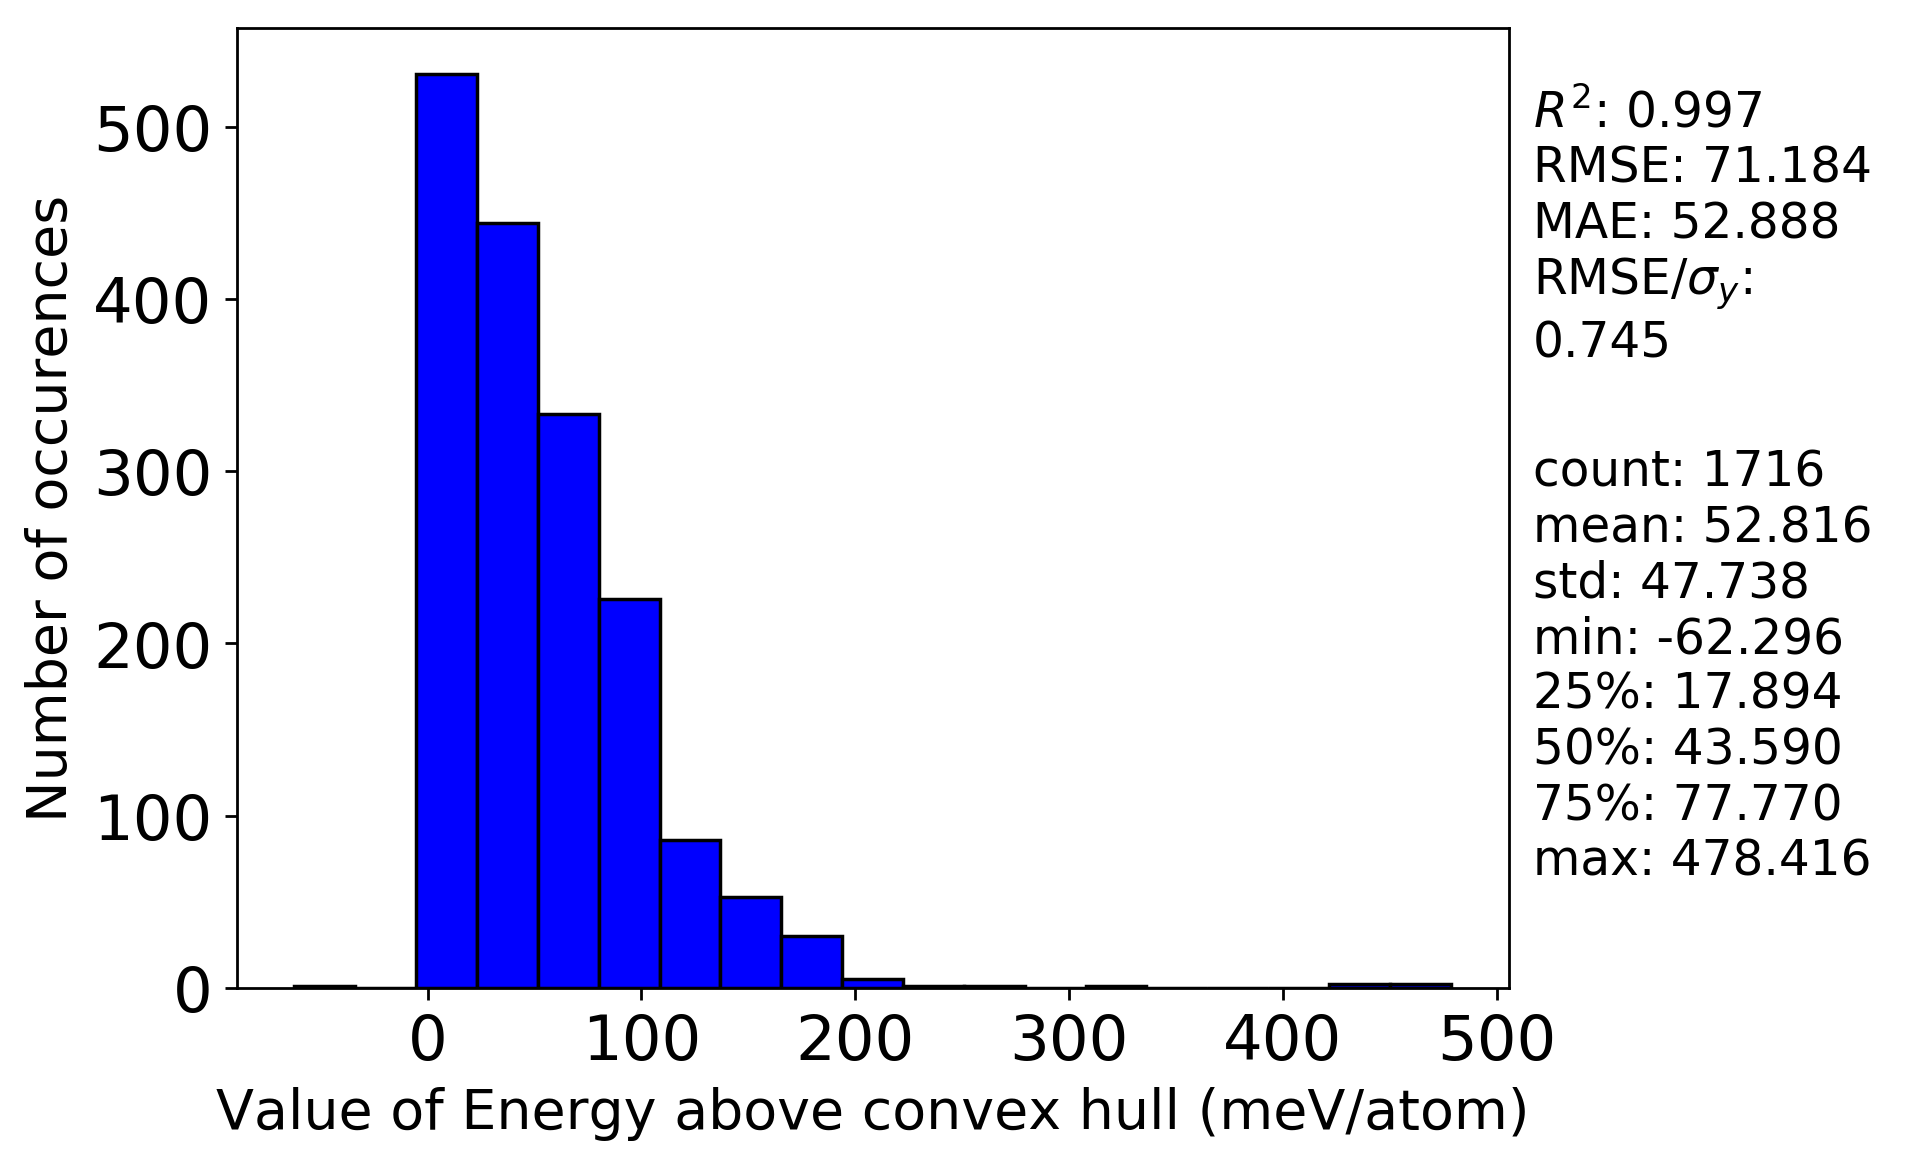 500
400
300
200
100
0
Number of occurences
0 100 200 300 400 500
Value of Energy above convex hull (meV/atom)
R²: 0.997
RMSE: 71.184
MAE: 52.888
RMSE/σ_y:
0.745
count: 1716
mean: 52.816
std: 47.738
min: -62.296
25%: 17.894
50%: 43.590
75%: 77.770
max: 478.416